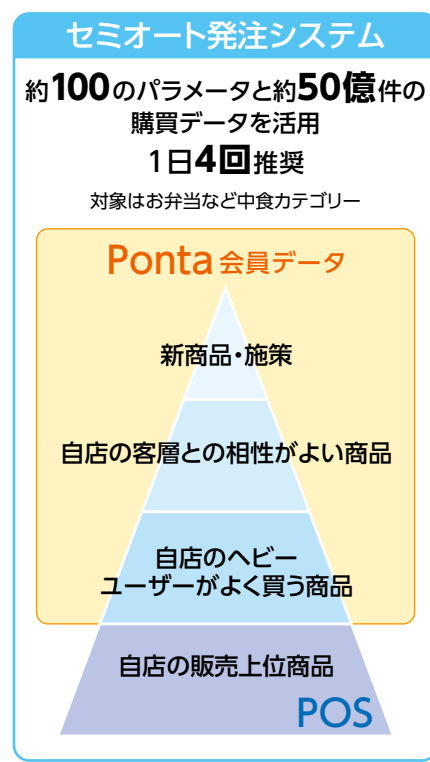 セミオート発注システム
約100のパラメータと約50億件の
購買データを活用
1日4回推奨
対象はお弁当など中食カテゴリー
Ponta会員データ
新商品・施策
自店の客層との相性がよい商品
自店のヘビー
ユーザーがよく買う商品
自店の販売上位商品
POS